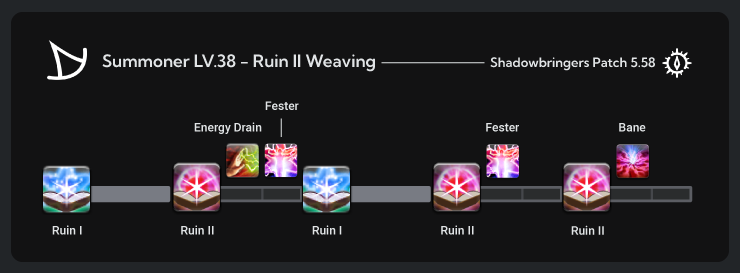 Summoner LV.38 - Ruin II Weaving
Shadowbringers Patch 5.58
Fester
Energy Drain
Fester
Bane
Ruin I
Ruin II
Ruin I
Ruin II
Ruin II